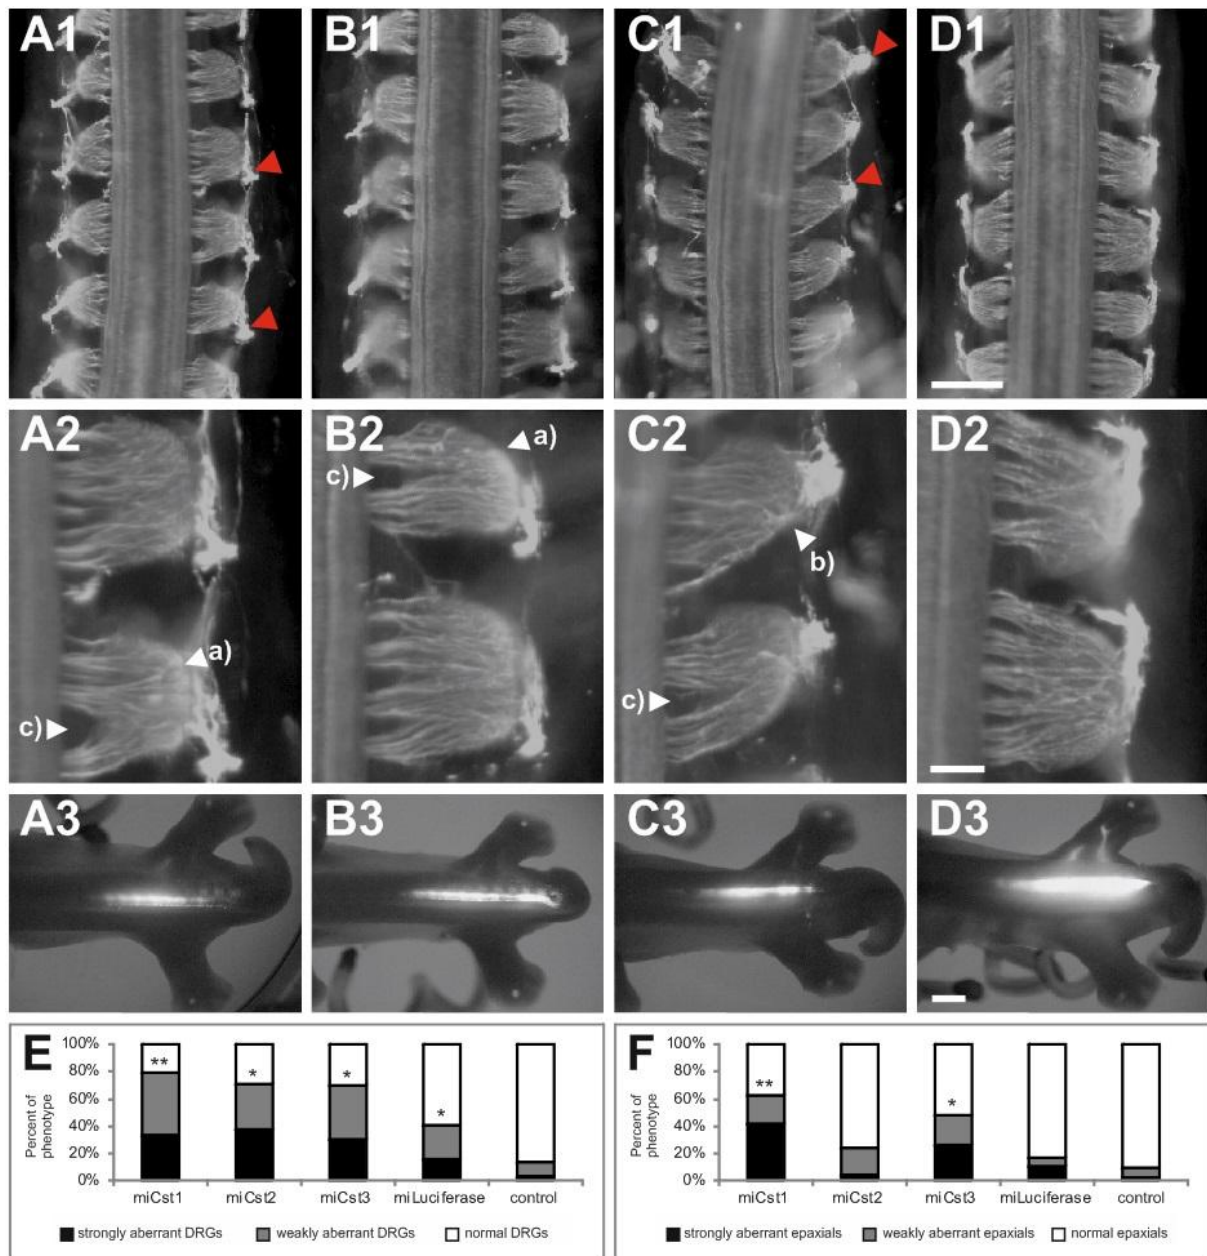 A1 B1 C1 D1
A2 B2 C2 D2
a)
c)
b)
a)
c)
c)
A3 B3 C3 D3
E
Percent of
phenotype
100%
80%
60%
40%
20%
0%
** * * *
miCst1 miCst2 miCst3 miLuciferase control
strongly aberrant DRGs weakly aberrant DRGs normal DRGs
F
Percent of
phenotype
100%
80%
60%
40%
20%
0%
** *
miCst1 miCst2 miCst3 miLuciferase control
strongly aberrant epaxials weakly aberrant epaxials normal epaxials